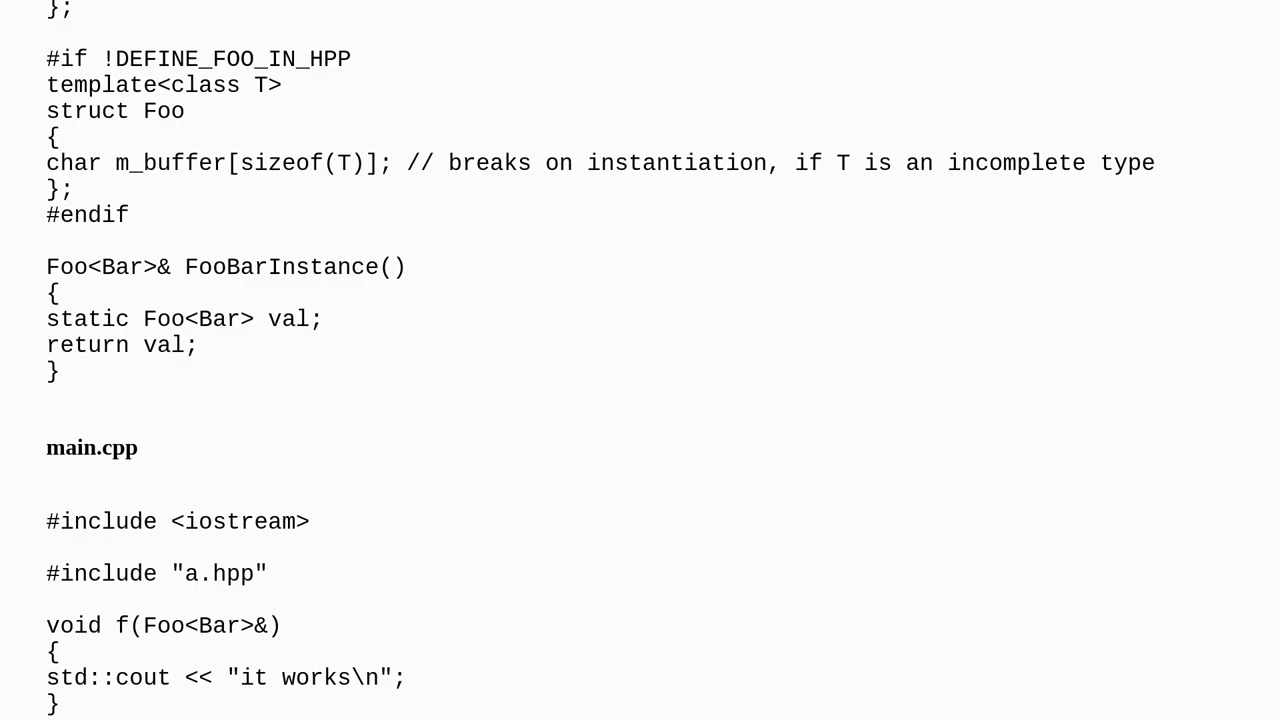 };
#if !DEFINE_FOO_IN_HPP
template<class T>
struct Foo
{
char m_buffer[sizeof(T)]; // breaks on instantiation, if T is an incomplete type
};
#endif
Foo<Bar>& FooBarInstance()
{
static Foo<Bar> val;
return val;
}
main.cpp
#include <iostream>
#include "a.hpp"
void f(Foo<Bar>&)
{
std::cout << "it works\n";
}